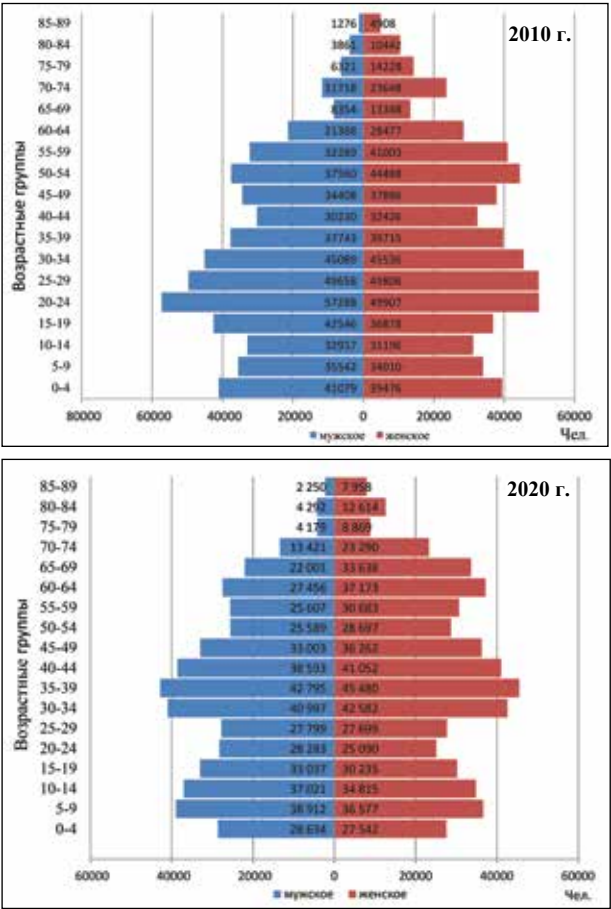 2010 г.
Возрастные группы
85-89 1276 4908
80-84 3861 10442
75-79 6321 14228
70-74 11718 23648
65-69 8354 13388
60-64 21388 28477
55-59 32289 41003
50-54 37560 44488
45-49 34408 37886
40-44 30230 32426
35-39 37743 39715
30-34 45089 45536
25-29 49658 49806
20-24 57288 49907
15-19 42546 36878
10-14 32937 31196
5-9 35542 34010
0-4 41079 39476
80000 60000 40000 20000 0 20000 40000 60000
мужское женское Чел.
2020 г.
Возрастные группы
85-89 2 250 7 958
80-84 4 292 12 614
75-79 4 179 8 869
70-74 13 421 23 290
65-69 22 001 33 638
60-64 27 456 37 173
55-59 25 607 30 683
50-54 25 589 28 697
45-49 33 003 36 262
40-44 38 593 41 052
35-39 42 795 45 480
30-34 40 997 42 582
25-29 27 799 27 699
20-24 28 283 25 090
15-19 33 037 30 235
10-14 37 021 34 815
5-9 38 912 36 577
0-4 28 634 27 542
60000 40000 20000 0 20000 40000 60000
мужское женское Чел.